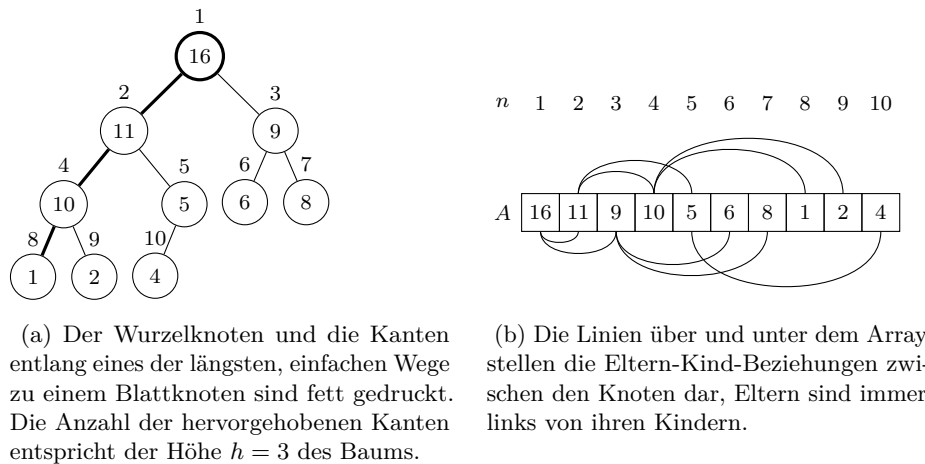 1
16
2
3
11
9
4
5
6
7
10
5
6
8
8
9
10
1
2
4
n 1 2 3 4 5 6 7 8 9 10
A 16 11 9 10 5 6 8 1 2 4
(a) Der Wurzelknoten und die Kanten
entlang eines der längsten, einfachen Wege
zu einem Blattknoten sind fett gedruckt.
Die Anzahl der hervorgehobenen Kanten
entspricht der Höhe h = 3 des Baums.
(b) Die Linien über und unter dem Array
stellen die Eltern-Kind-Beziehungen zwi-
schen den Knoten dar, Eltern sind immer
links von ihren Kindern.